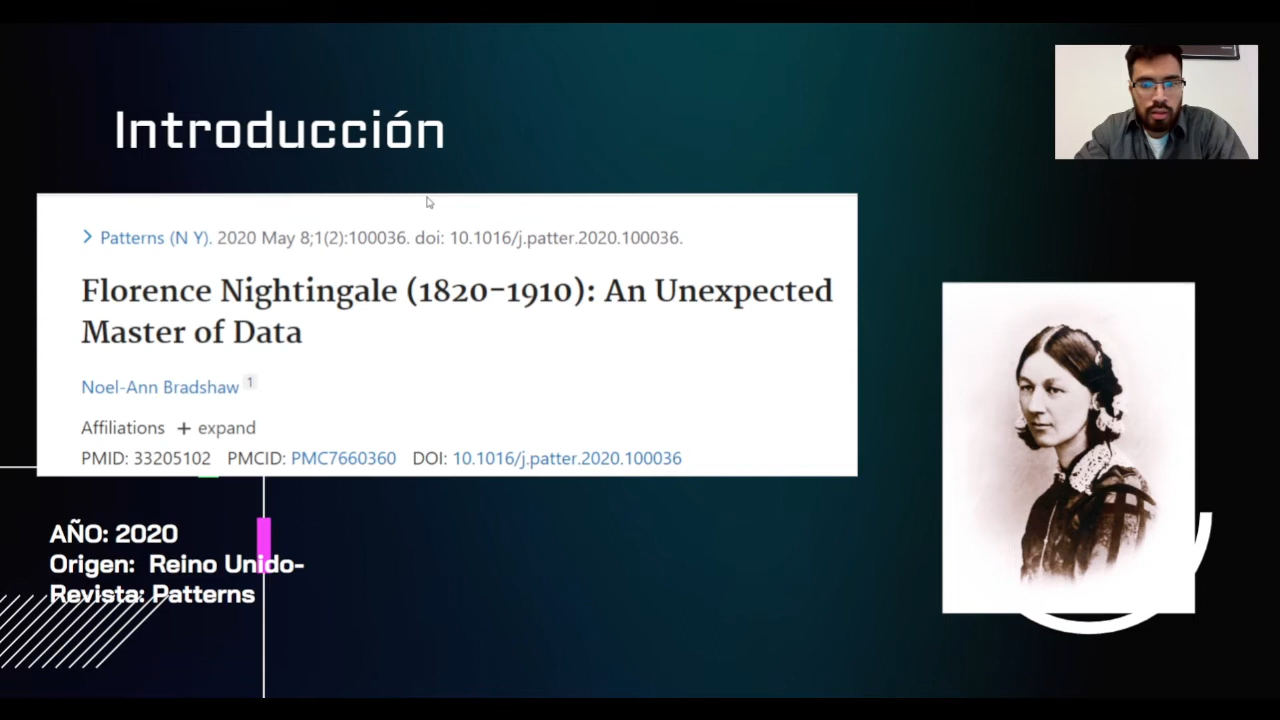 Introducción
Patterns (N Y). 2020 May 8;1(2):100036. doi: 10.1016/j.patter.2020.100036.
Florence Nightingale (1820-1910): An Unexpected
Master of Data
Noel-Ann Bradshaw 1
Affiliations + expand
PMID: 33205102 PMCID: PMC7660360 DOI: 10.1016/j.patter.2020.100036
AÑO: 2020
Origen: Reino Unido-
Revista: Patterns